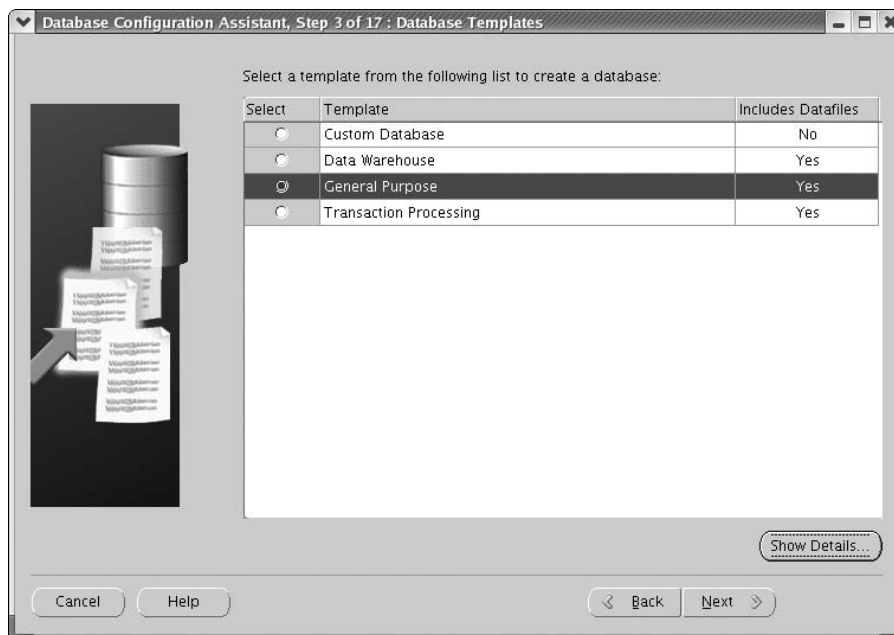 Database Configuration Assistant, Step 3 of 17 : Database Templates
Select a template from the following list to create a database:
Select Template Includes Datafiles
Custom Database No
Data Warehouse Yes
General Purpose Yes
Transaction Processing Yes
Show Details...
Cancel Help Back Next